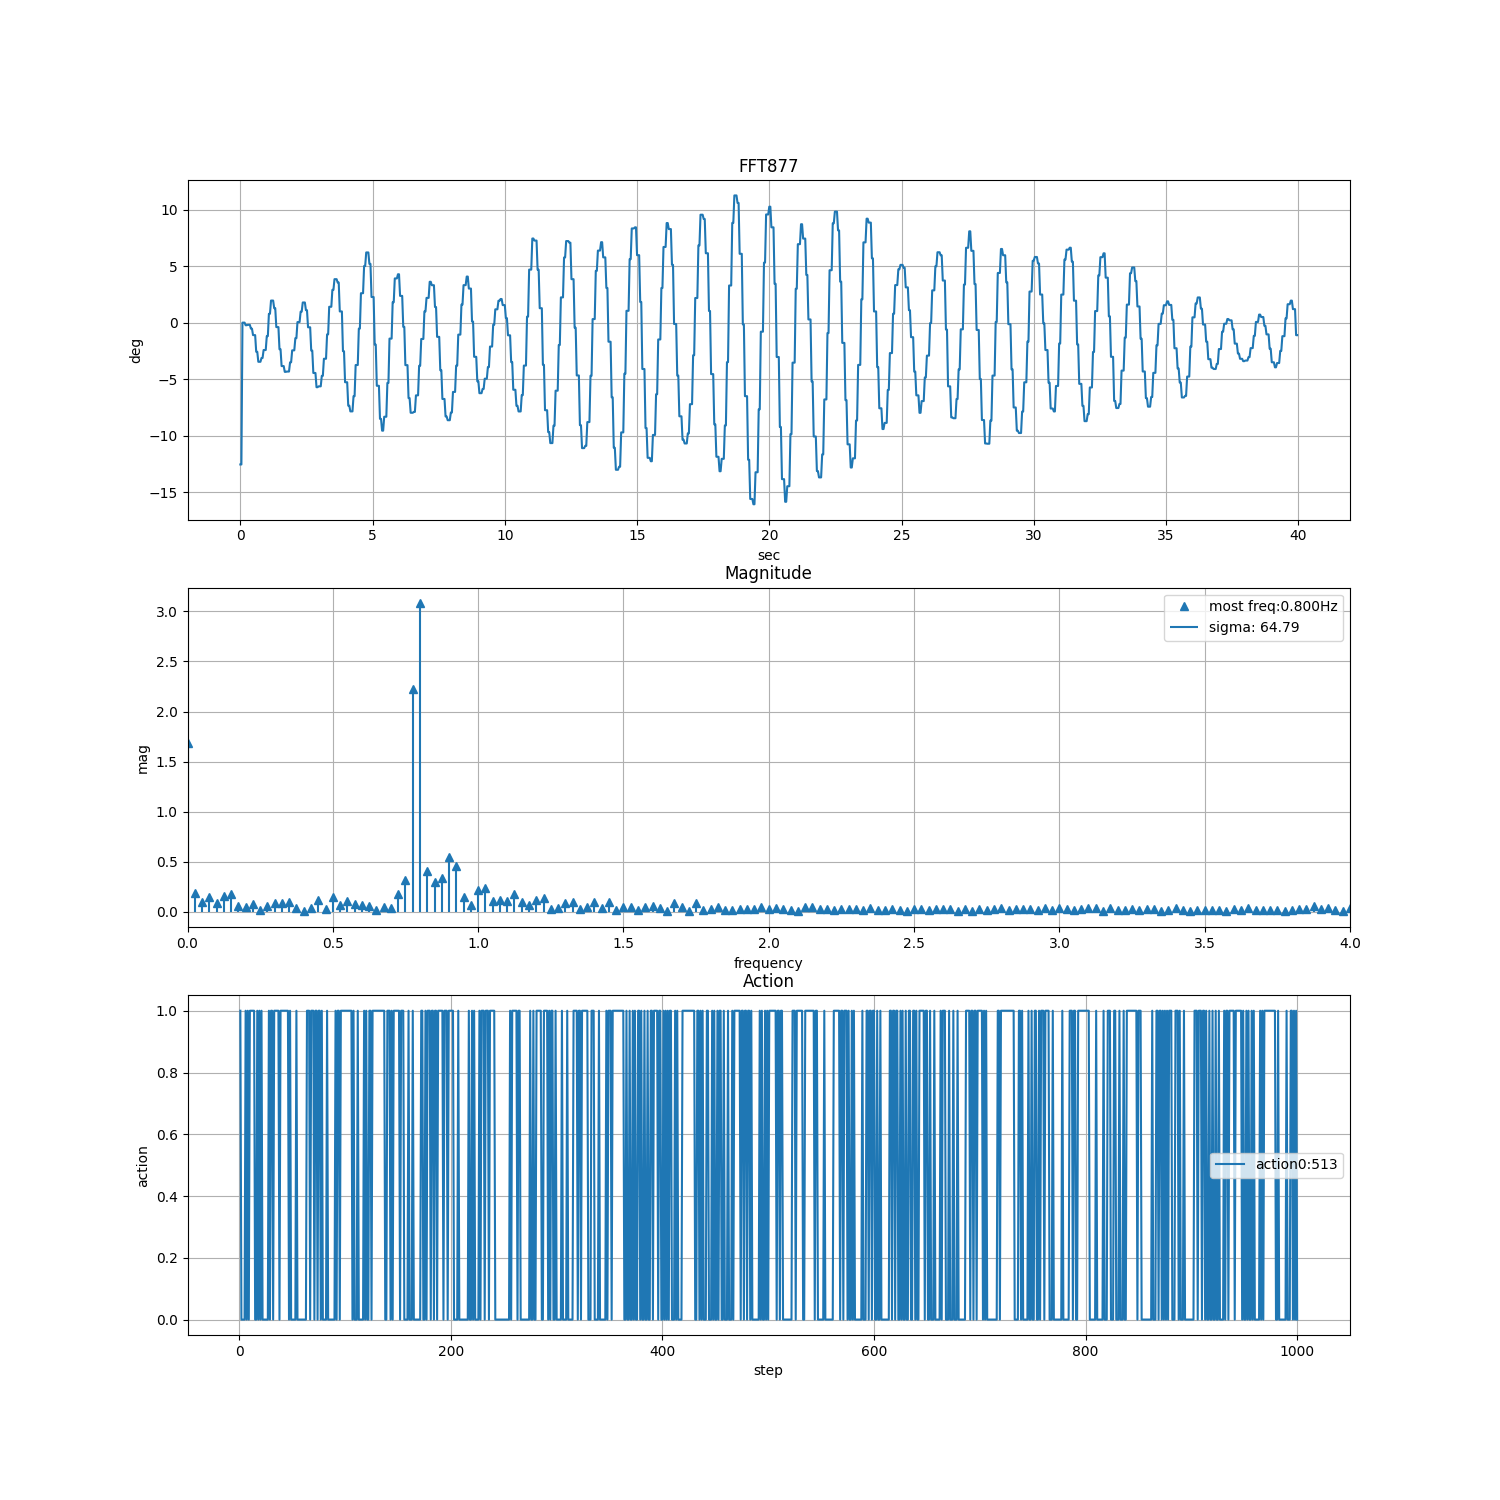 FFT877
10
5
0
−5
−10
−15
deg
0 5 10 15 20 25 30 35 40
sec
Magnitude
most freq:0.800Hz
sigma: 64.79
3.0
2.5
2.0
1.5
1.0
0.5
0.0
mag
0.0 0.5 1.0 1.5 2.0 2.5 3.0 3.5 4.0
frequency
Action
1.0
0.8
0.6
0.4
0.2
0.0
action
action0:513
0 200 400 600 800 1000
step